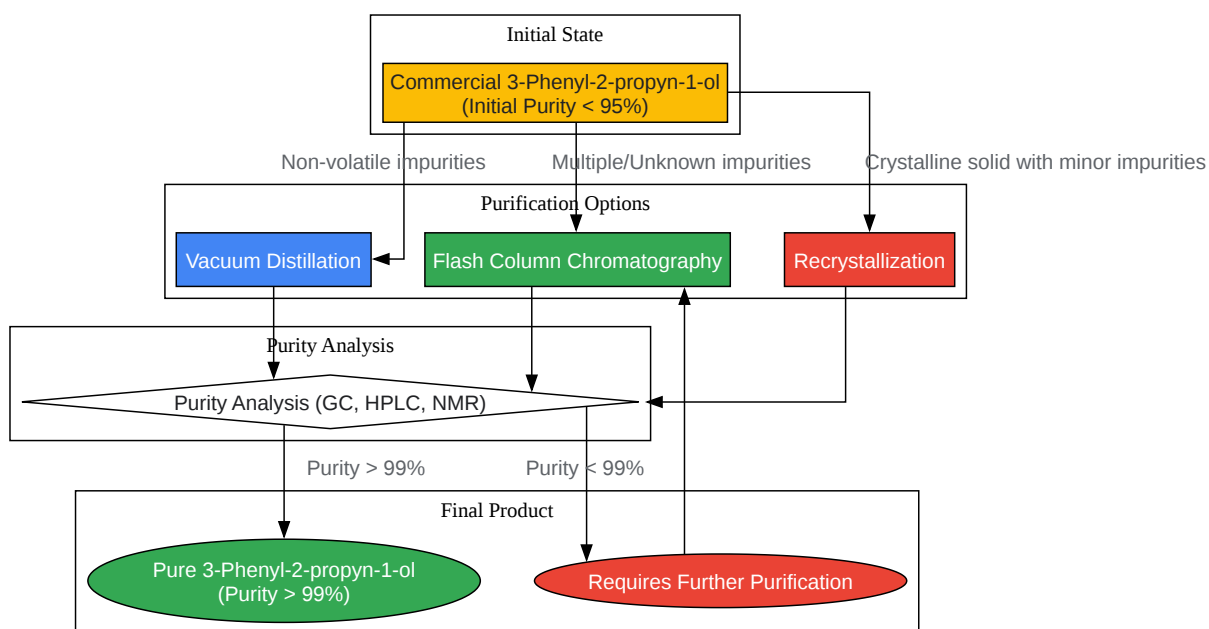 Initial State
Commercial 3-Phenyl-2-propyn-1-ol
(Initial Purity < 95%)
Non-volatile impurities
Multiple/Unknown impurities
Crystalline solid with minor impurities
Purification Options
Vacuum Distillation
Flash Column Chromatography
Recrystallization
Purity Analysis
Purity Analysis (GC, HPLC, NMR)
Purity > 99%
Purity < 99%
Final Product
Pure 3-Phenyl-2-propyn-1-ol
(Purity > 99%)
Requires Further Purification